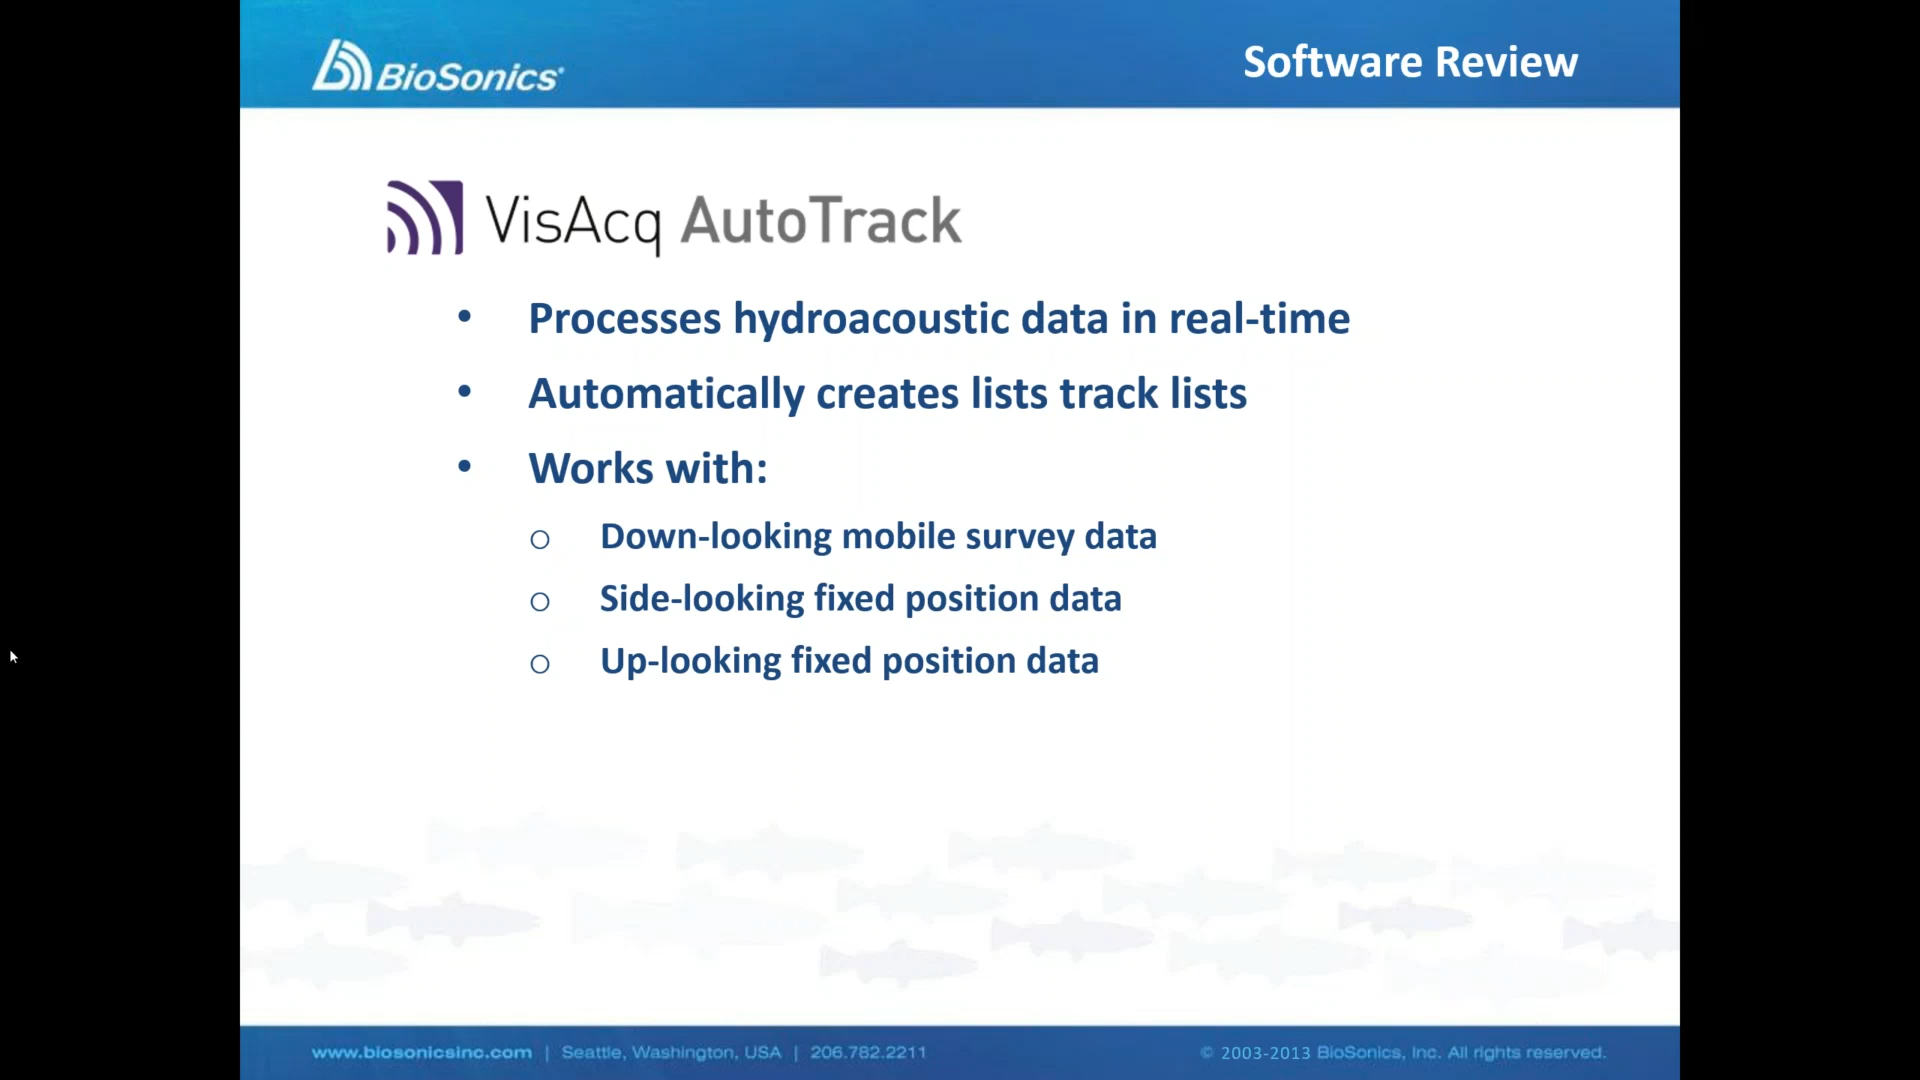 BioSonics®
Software Review
VisAcq AutoTrack
• Processes hydroacoustic data in real-time
• Automatically creates lists track lists
• Works with:
o Down-looking mobile survey data
o Side-looking fixed position data
o Up-looking fixed position data
www.biosonicsinc.com | Seattle, Washington, USA | 206.782.2211
© 2003-2013 BioSonics, Inc. All rights reserved.